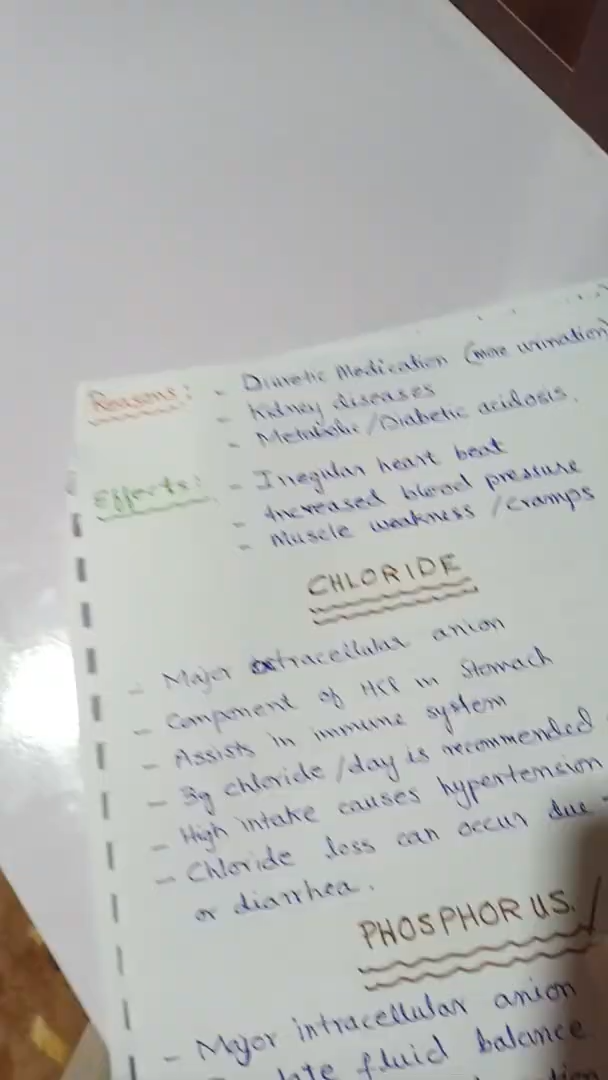 Reasons: - Diuretic Medication (more urination)
- Kidney diseases
- Metabolic/Diabetic acidosis.
Effects: - Irregular heart beat
- Increased blood pressure
- Muscle weakness/cramps
CHLORIDE
- Major extracellular anion
- Component of HCl in stomach
- Assists in immune system
- 3g chloride/day is recommended
- High intake causes hypertension
- Chloride loss can occur due
or diarrhea.
PHOSPHORUS
- Major intracellular anion
fluid balance